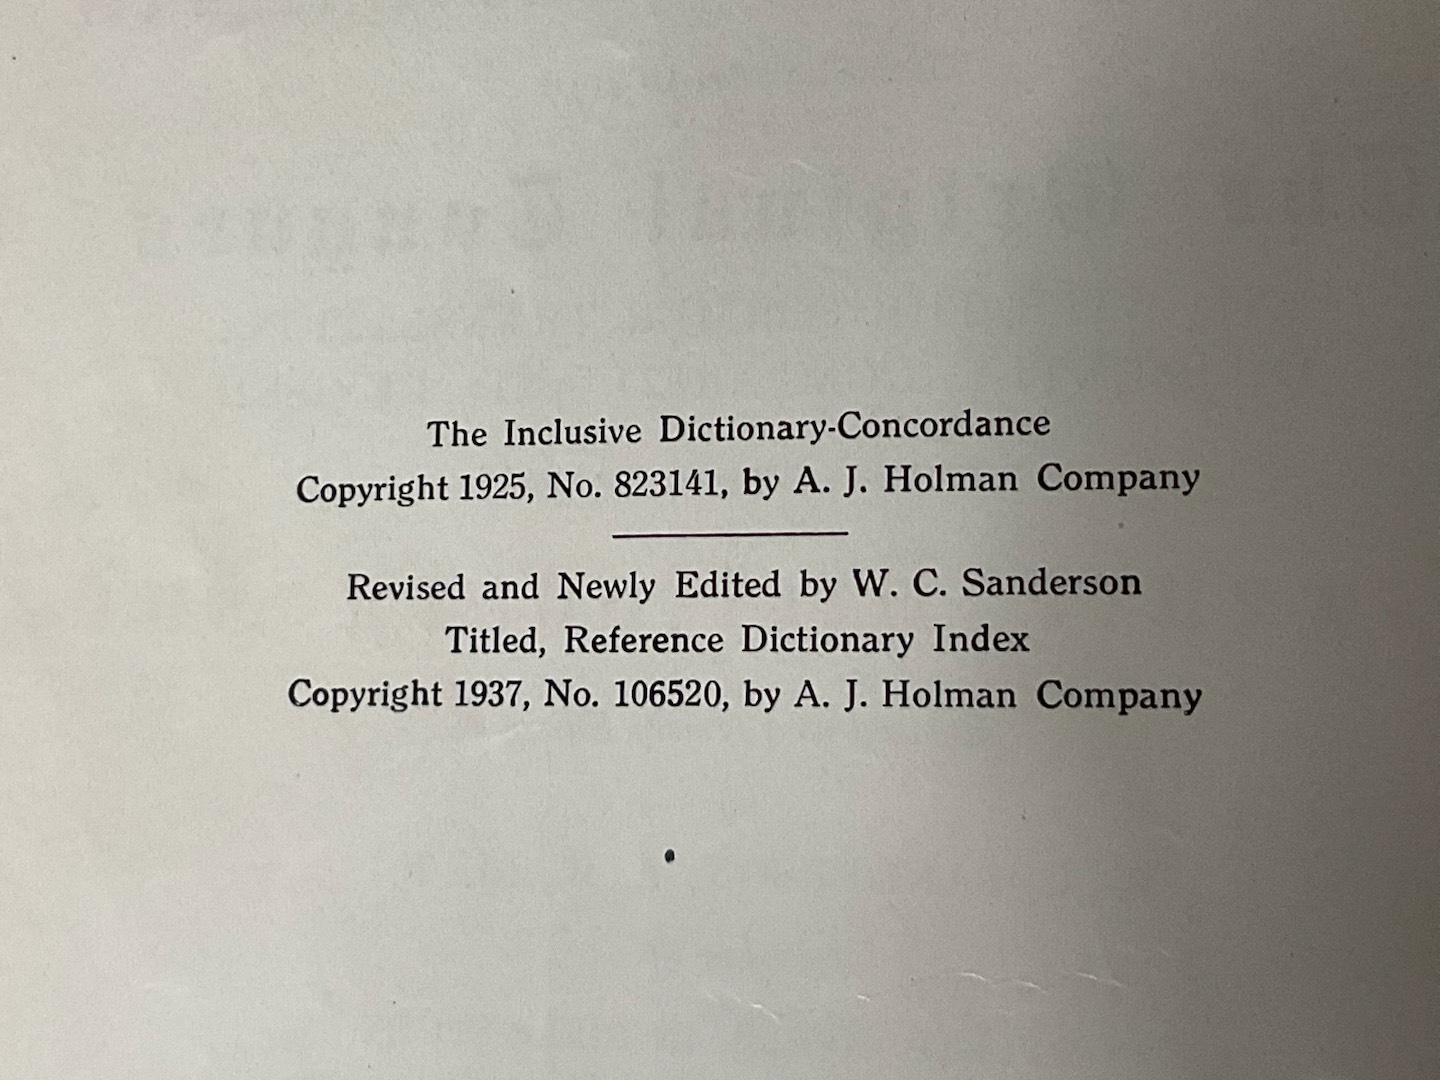 The Inclusive Dictionary-Concordance
Copyright 1925, No. 823141, by A. J. Holman Company
Revised and Newly Edited by W. C. Sanderson
Titled, Reference Dictionary Index
Copyright 1937, No. 106520, by A. J. Holman Company